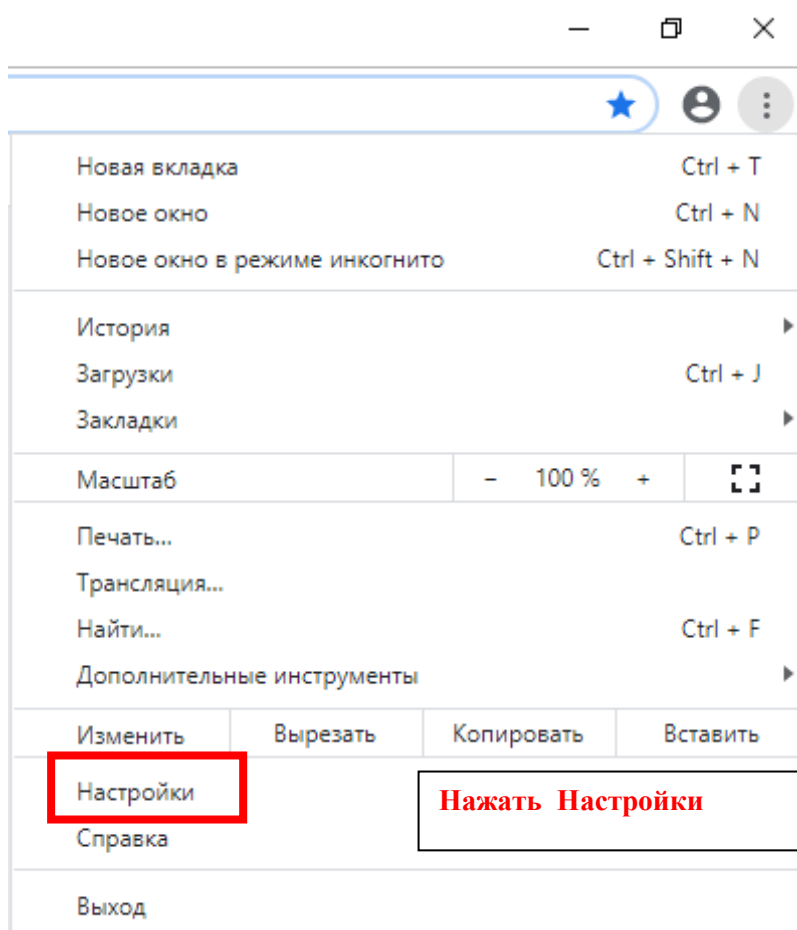 Новая вкладка Ctrl + T
Новое окно Ctrl + N
Новое окно в режиме инкогнито Ctrl + Shift + N
История
Загрузки Ctrl + J
Закладки
Масштаб - 100 % +
Печать... Ctrl + P
Трансляция...
Найти... Ctrl + F
Дополнительные инструменты
Изменить Вырезать Копировать Вставить
Настройки
Нажать Настройки
Справка
Выход